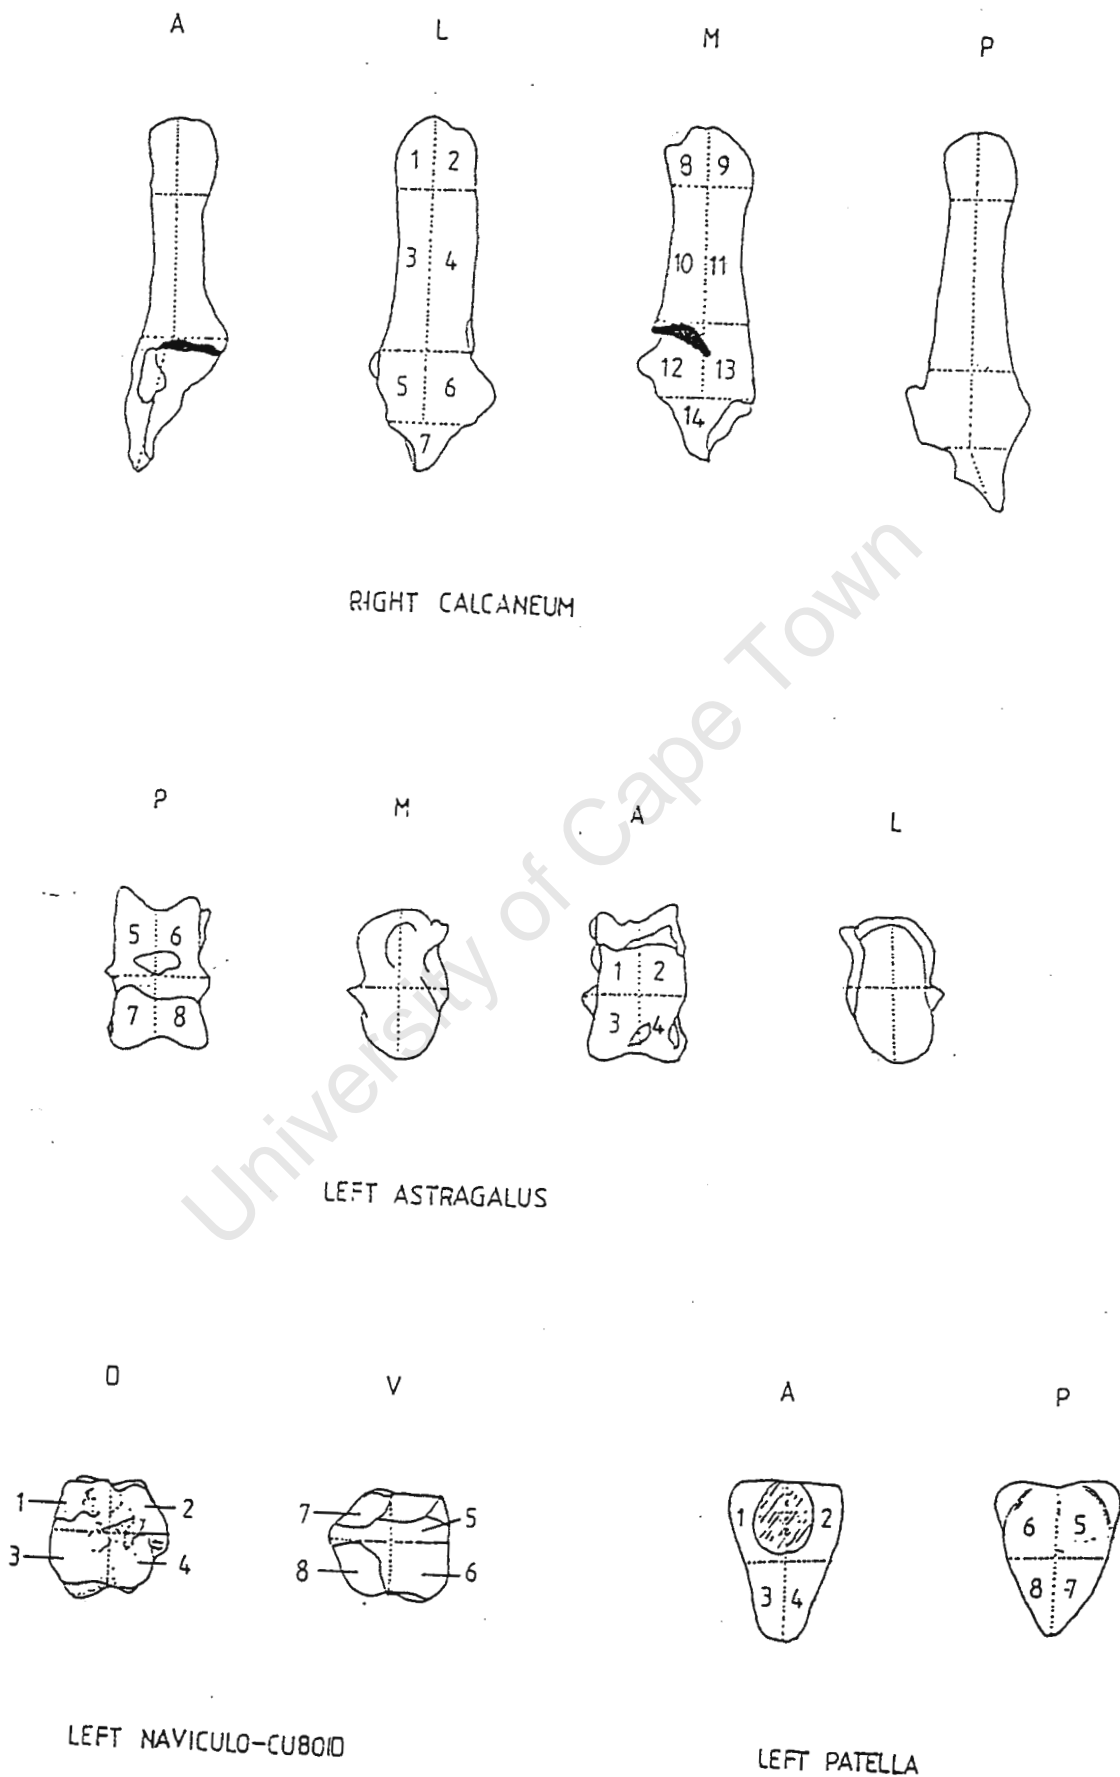 A L M P
1 2 8 9
3 4 10 11
5 6 12 13
7 14
RIGHT CALCANEUM
P M A L
5 6 1 2
7 8 3 4
LEFT ASTRAGALUS
D V A P
1 2 7 5 1 2 6 5
3 4 8 6 3 4 8 7
LEFT NAVICULO-CUBOID
LEFT PATELLA
University of Cape Town